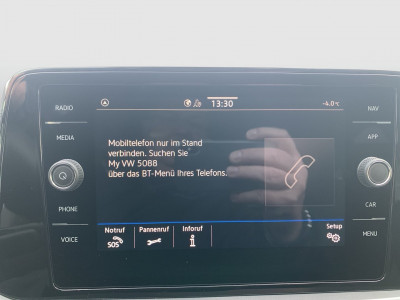 RADIO
MEDIA
PHONE
VOICE
13:30
-4.0°C
Mobiltelefon nur im Stand
verbinden. Suchen Sie
My VW 5088
über das BT-Menü Ihres Telefons.
Notruf
SOS
Pannenruf
Inforuf
i
Setup
NAV
APP
CAR
MENU